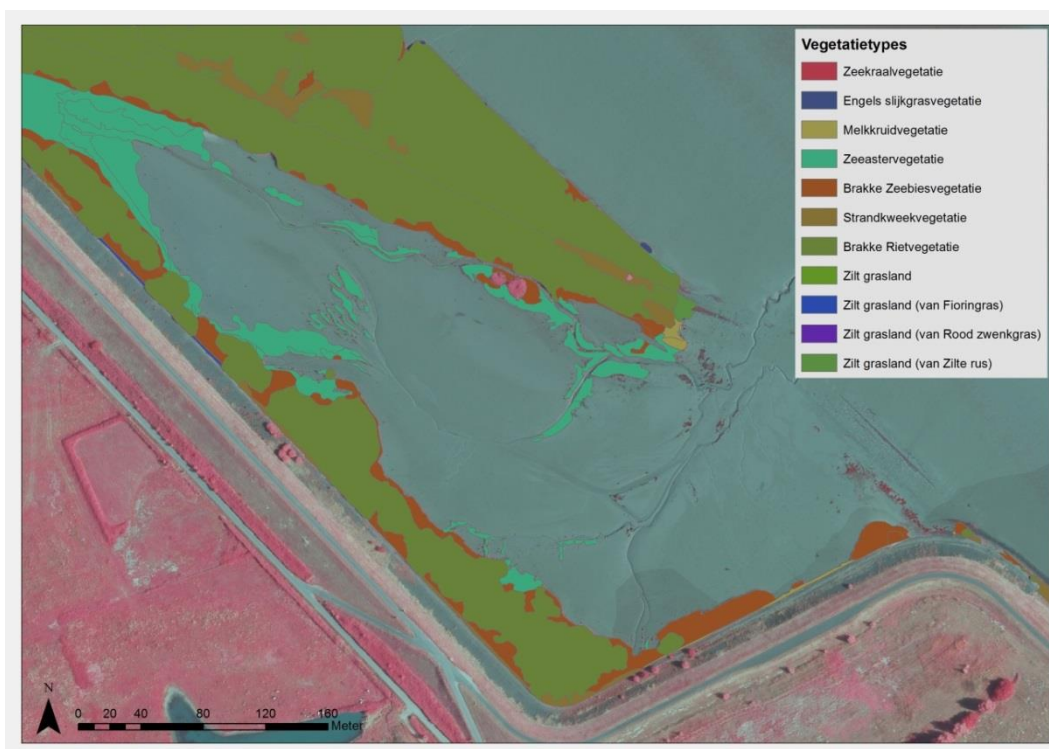 Vegetatietypes
Zeekraalvegetatie
Engels slijkgrasvegetatie
Melkkruidvegetatie
Zeeastervegetatie
Brakke Zeebiesvegetatie
Strandkweekvegetatie
Brakke Rietvegetatie
Zilt grasland
Zilt grasland (van Fioringras)
Zilt grasland (van Rood zwenkgras)
Zilt grasland (van Zilte rus)
N
0 20 40 80 120 160
Meter